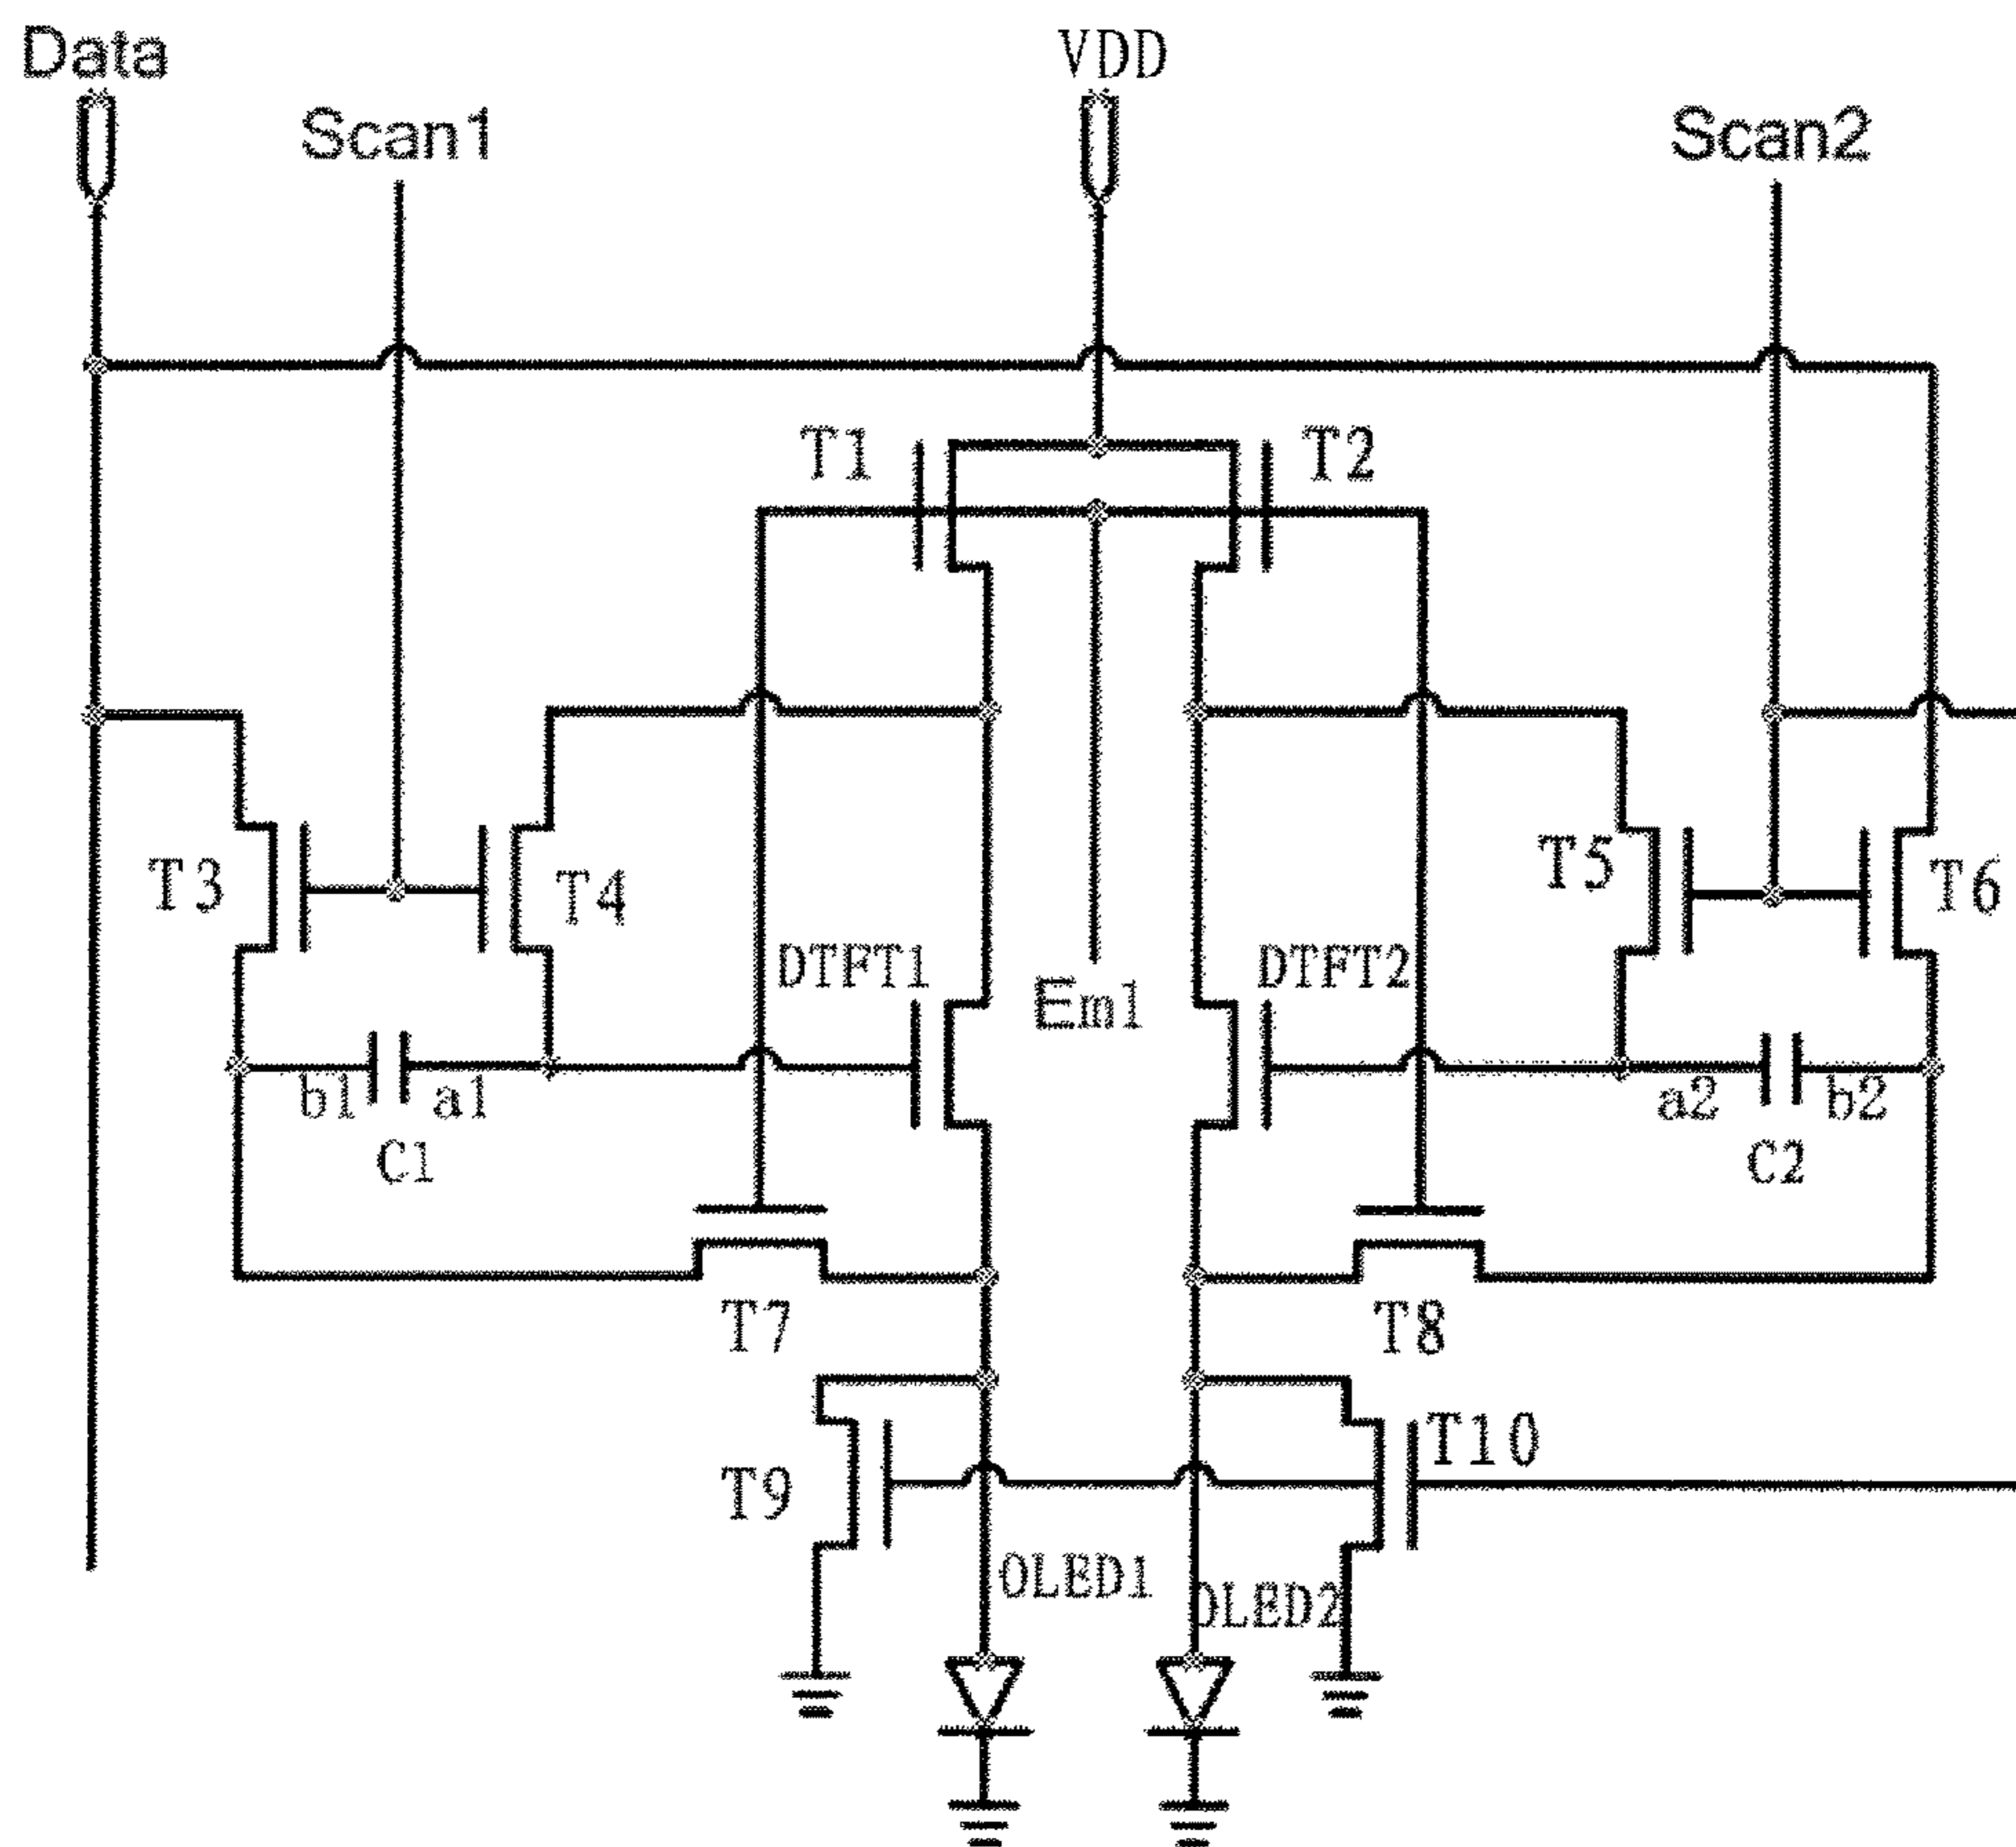 Data
VDD
Scan1
Scan2
T1
T2
T3
T4
T5
T6
DTFT1
DTFT2
Em1
b1
a1
a2
b2
C1
C2
T7
T8
T9
T10
OLED1
OLED2